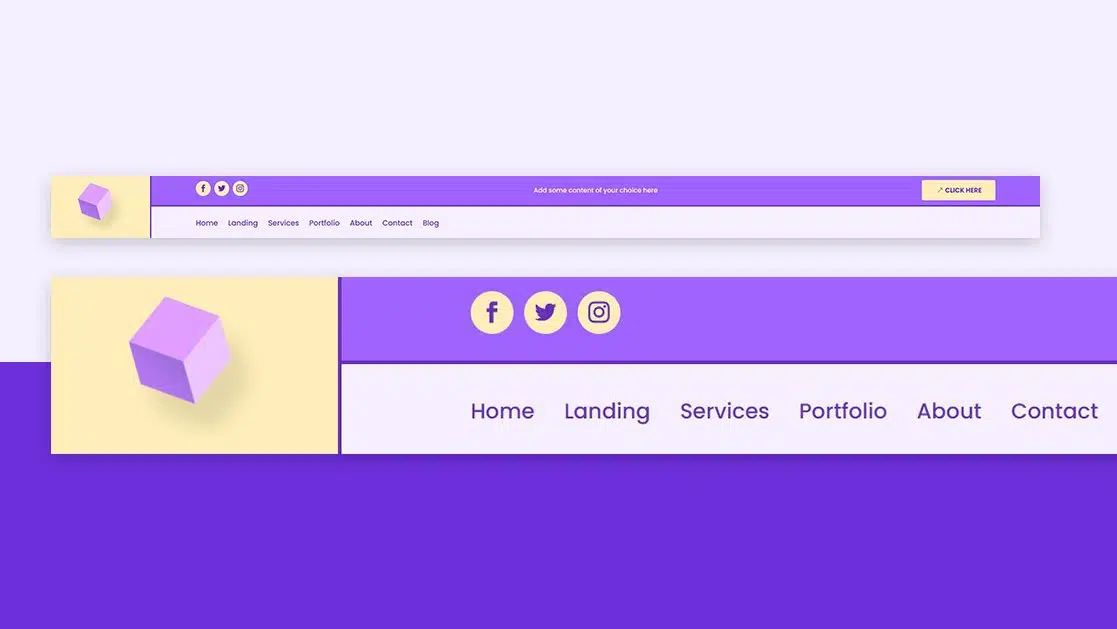 Add some content of your choice here
CLICK HERE
Home Landing Services Portfolio About Contact Blog
Home Landing Services Portfolio About Contact